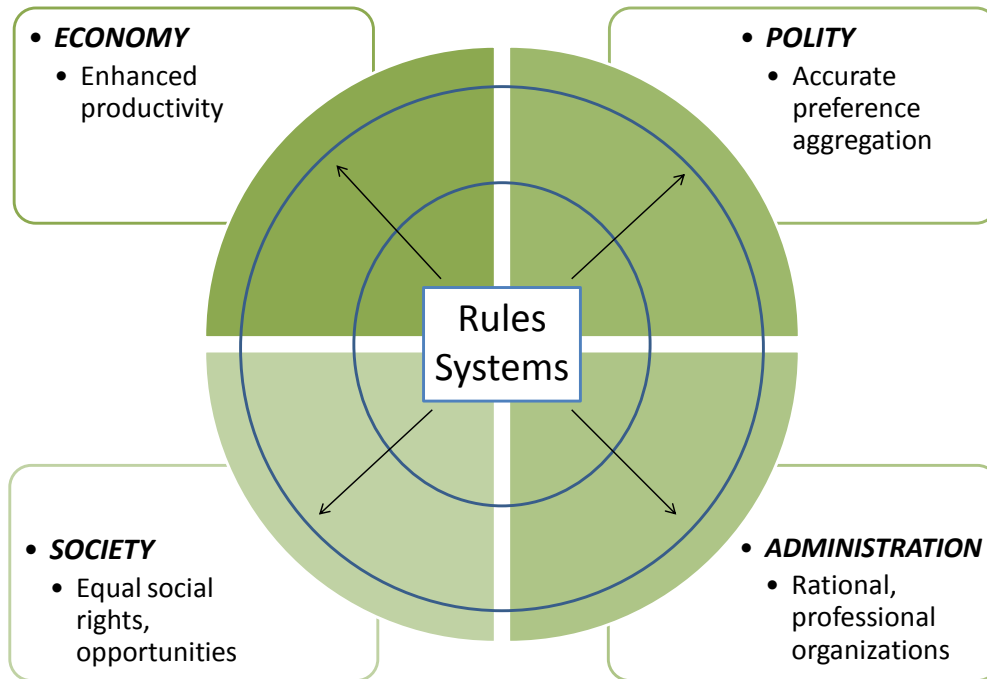 • ECONOMY
• Enhanced
productivity
• POLITY
• Accurate
preference
aggregation
Rules
Systems
• SOCIETY
• Equal social
rights,
opportunities
• ADMINISTRATION
• Rational,
professional
organizations